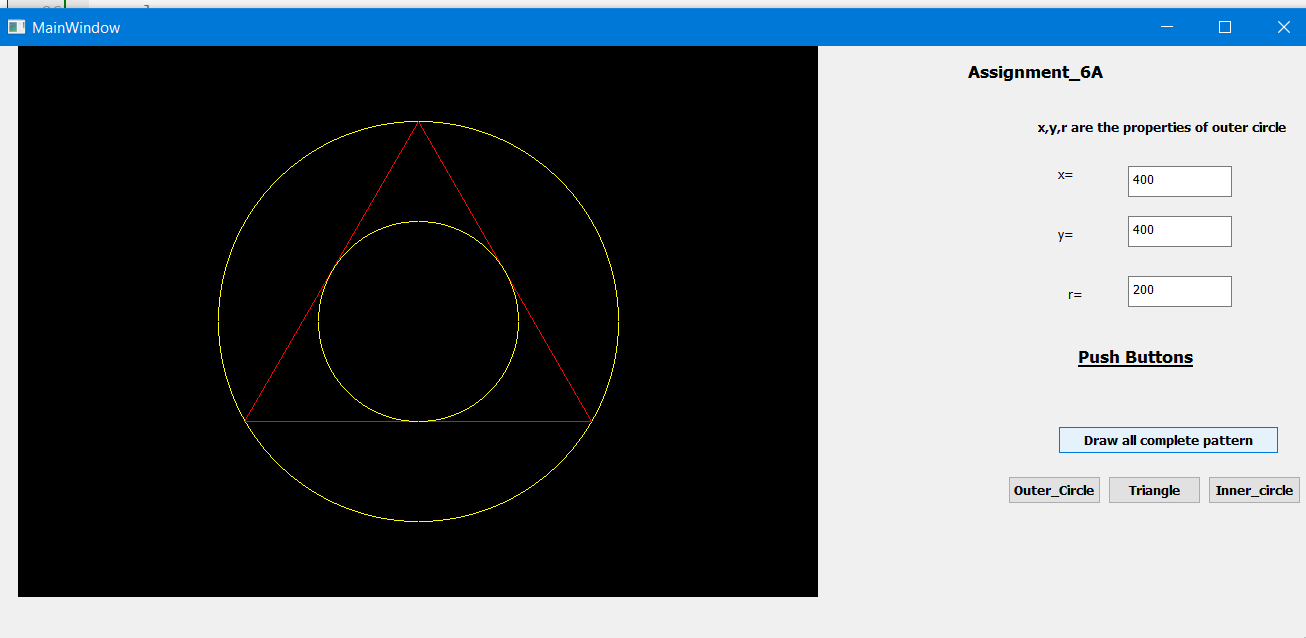 MainWindow
Assignment_6A
x,y,r are the properties of outer circle
x=
400
y=
400
r=
200
Push Buttons
Draw all complete pattern
Outer_Circle
Triangle
Inner_circle